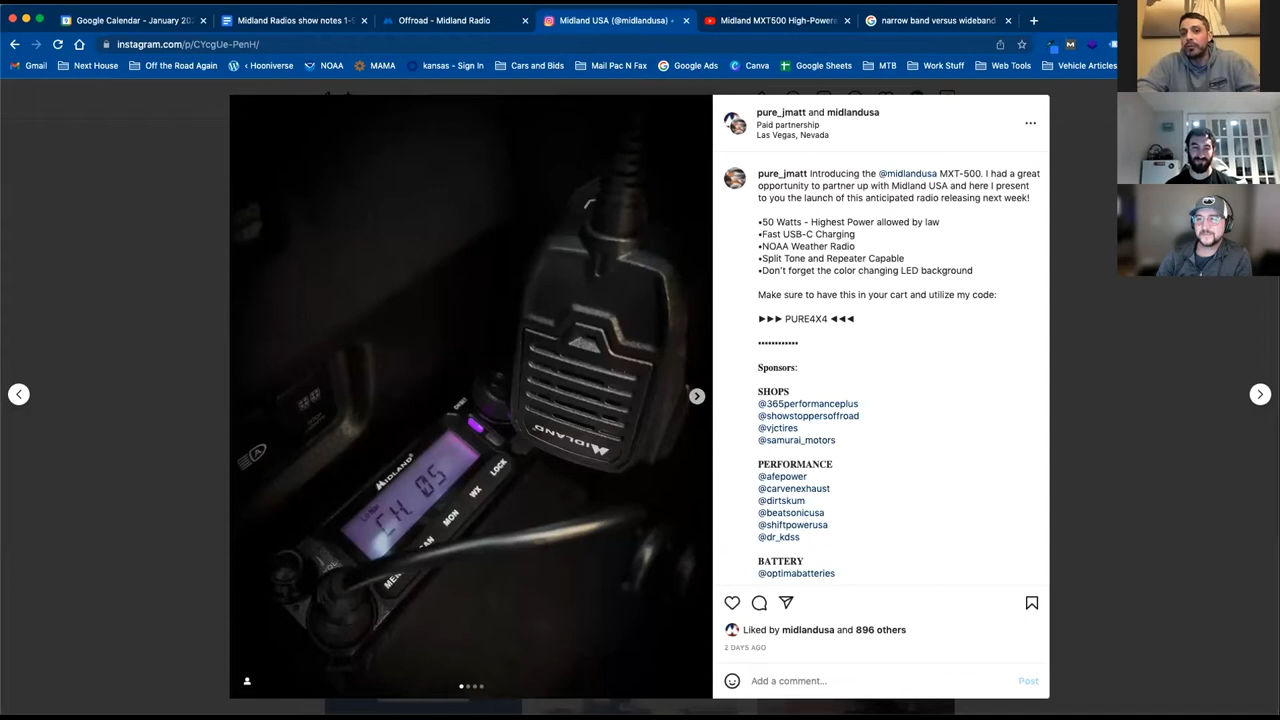 Google Calendar - January 202
Midland Radios show notes 1-5
Offroad - Midland Radio
Midland USA (@midlandusa) •
Midland MXT500 High-Powere
narrow band versus wideband
instagram.com/p/CYcgUe-PenH/
Gmail
Next House
Off the Road Again
Hooniverse
NOAA
MAMA
kansas - Sign In
Cars and Bids
Mail Pac N Fax
Google Ads
Canva
Google Sheets
MTB
Work Stuff
Web Tools
Vehicle Articles
pure_jmatt and midlandusa
Paid partnership
Las Vegas, Nevada
pure_jmatt Introducing the @midlandusa MXT-500. I had a great
opportunity to partner up with Midland USA and here I present
to you the launch of this anticipated radio releasing next week!
•50 Watts - Highest Power allowed by law
•Fast USB-C Charging
•NOAA Weather Radio
•Split Tone and Repeater Capable
•Don't forget the color changing LED background
Make sure to have this in your cart and utilize my code:
►►► PURE4X4 ◄◄◄
••••••••••••
Sponsors:
SHOPS
@365performanceplus
@showstoppersoffroad
@vjctires
@samurai_motors
PERFORMANCE
@afepower
@carvenexhaust
@dirtskum
@beatsonicusa
@shiftpowerusa
@dr_kdss
BATTERY
@optimabatteries
Liked by midlandusa and 896 others
2 DAYS AGO
Add a comment...
Post
MIDLAND
MIDLAND
CH 05
LOCK
WX
MON